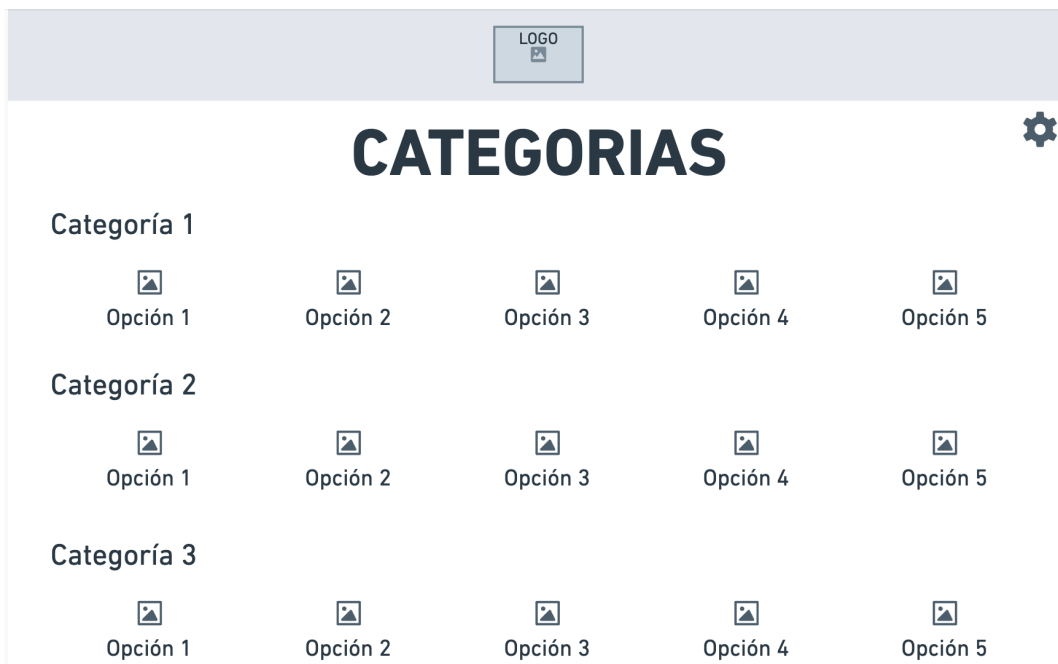 LOGO
CATEGORIAS
Categoría 1
Opción 1 Opción 2 Opción 3 Opción 4 Opción 5
Categoría 2
Opción 1 Opción 2 Opción 3 Opción 4 Opción 5
Categoría 3
Opción 1 Opción 2 Opción 3 Opción 4 Opción 5